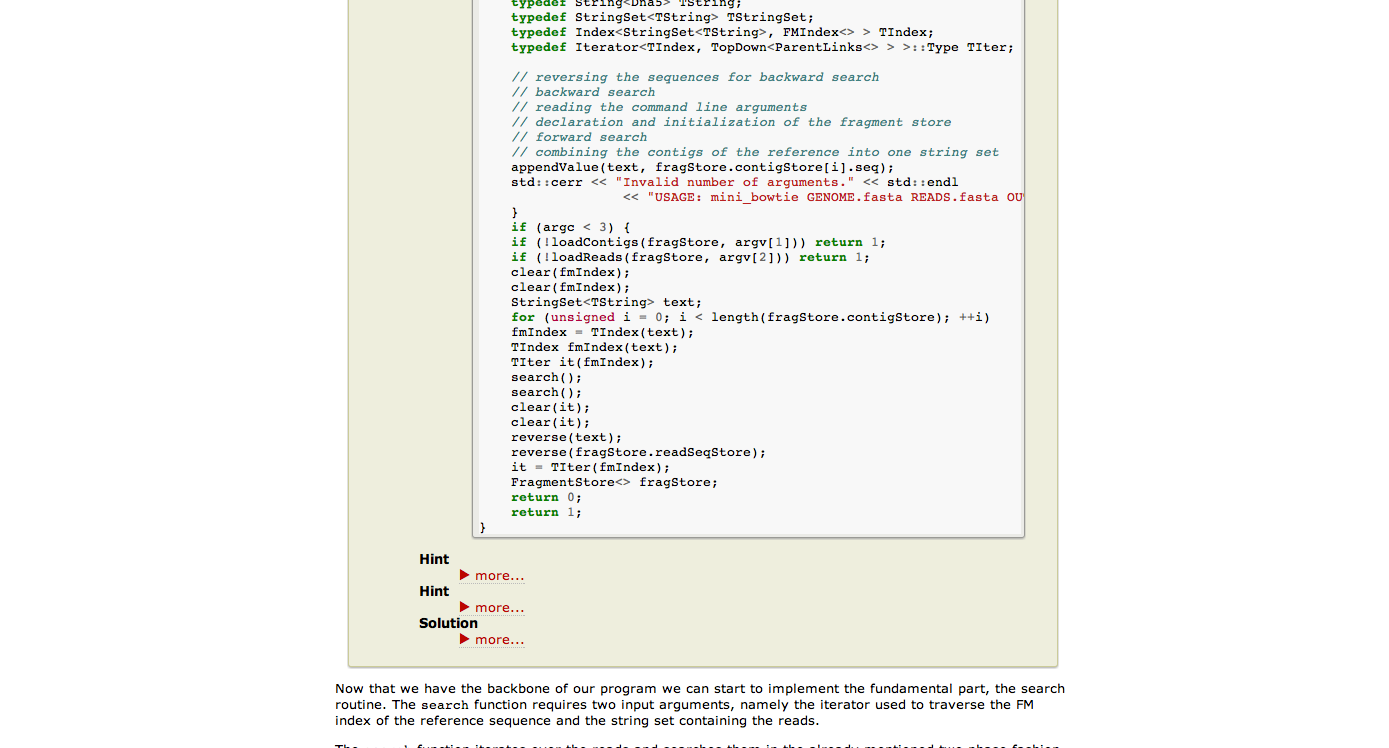 typedef String<Dna5> TString;
typedef StringSet<TString> TStringSet;
typedef Index<StringSet<TString>, FMIndex<> > TIndex;
typedef Iterator<TIndex, TopDown<ParentLinks<> > >::Type TIter;
// reversing the sequences for backward search
// backward search
// reading the command line arguments
// declaration and initialization of the fragment store
// forward search
// combining the contigs of the reference into one string set
appendValue(text, fragStore.contigStore[i].seq);
std::cerr << "Invalid number of arguments." << std::endl
<< "USAGE: mini_bowtie GENOME.fasta READS.fasta OU
}
if (argc < 3) {
if (!loadContigs(fragStore, argv[1])) return 1;
if (!loadReads(fragStore, argv[2])) return 1;
clear(fmIndex);
clear(fmIndex);
StringSet<TString> text;
for (unsigned i = 0; i < length(fragStore.contigStore); ++i)
fmIndex = TIndex(text);
TIndex fmIndex(text);
TIter it(fmIndex);
search();
search();
clear(it);
clear(it);
reverse(text);
reverse(fragStore.readSeqStore);
it = TIter(fmIndex);
FragmentStore<> fragStore;
return 0;
return 1;
}
Hint
more...
Hint
more...
Solution
more...
Now that we have the backbone of our program we can start to implement the fundamental part, the search
routine. The search function requires two input arguments, namely the iterator used to traverse the FM
index of the reference sequence and the string set containing the reads.